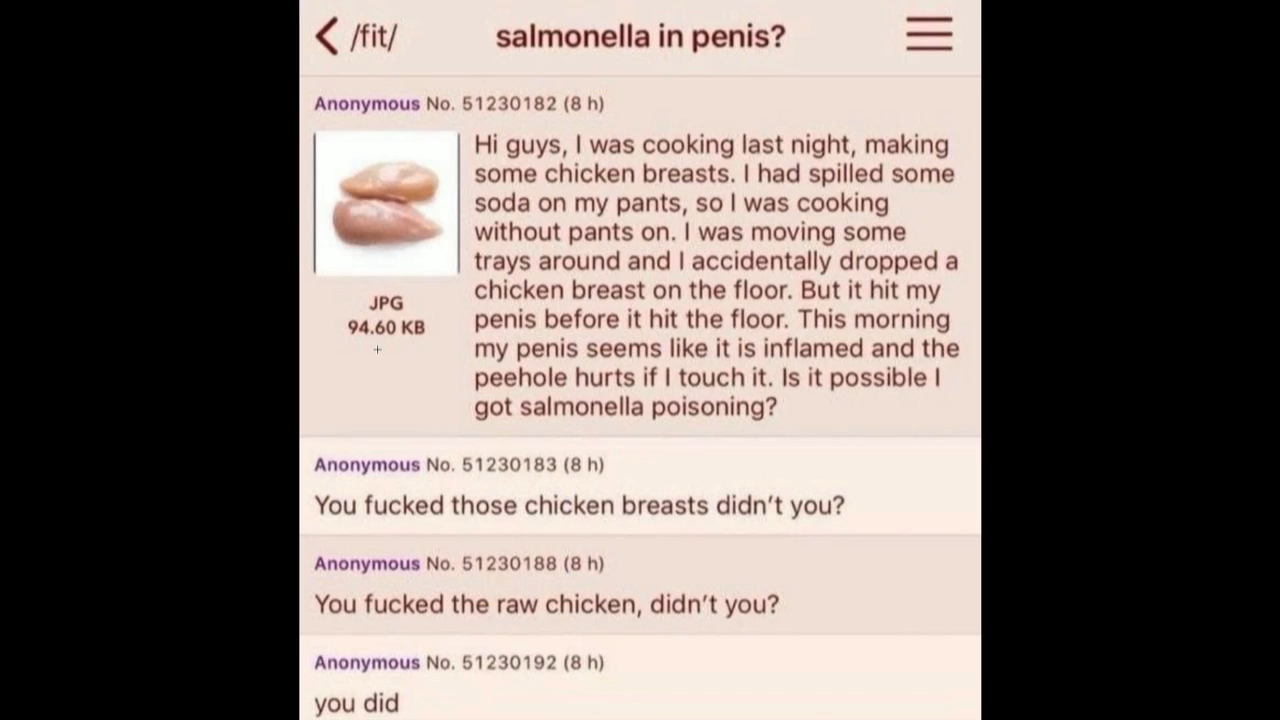 /fit/
salmonella in penis?
Anonymous No. 51230182 (8 h)
JPG
94.60 KB
Hi guys, I was cooking last night, making
some chicken breasts. I had spilled some
soda on my pants, so I was cooking
without pants on. I was moving some
trays around and I accidentally dropped a
chicken breast on the floor. But it hit my
penis before it hit the floor. This morning
my penis seems like it is inflamed and the
peehole hurts if I touch it. Is it possible I
got salmonella poisoning?
Anonymous No. 51230183 (8 h)
You fucked those chicken breasts didn't you?
Anonymous No. 51230188 (8 h)
You fucked the raw chicken, didn't you?
Anonymous No. 51230192 (8 h)
you did